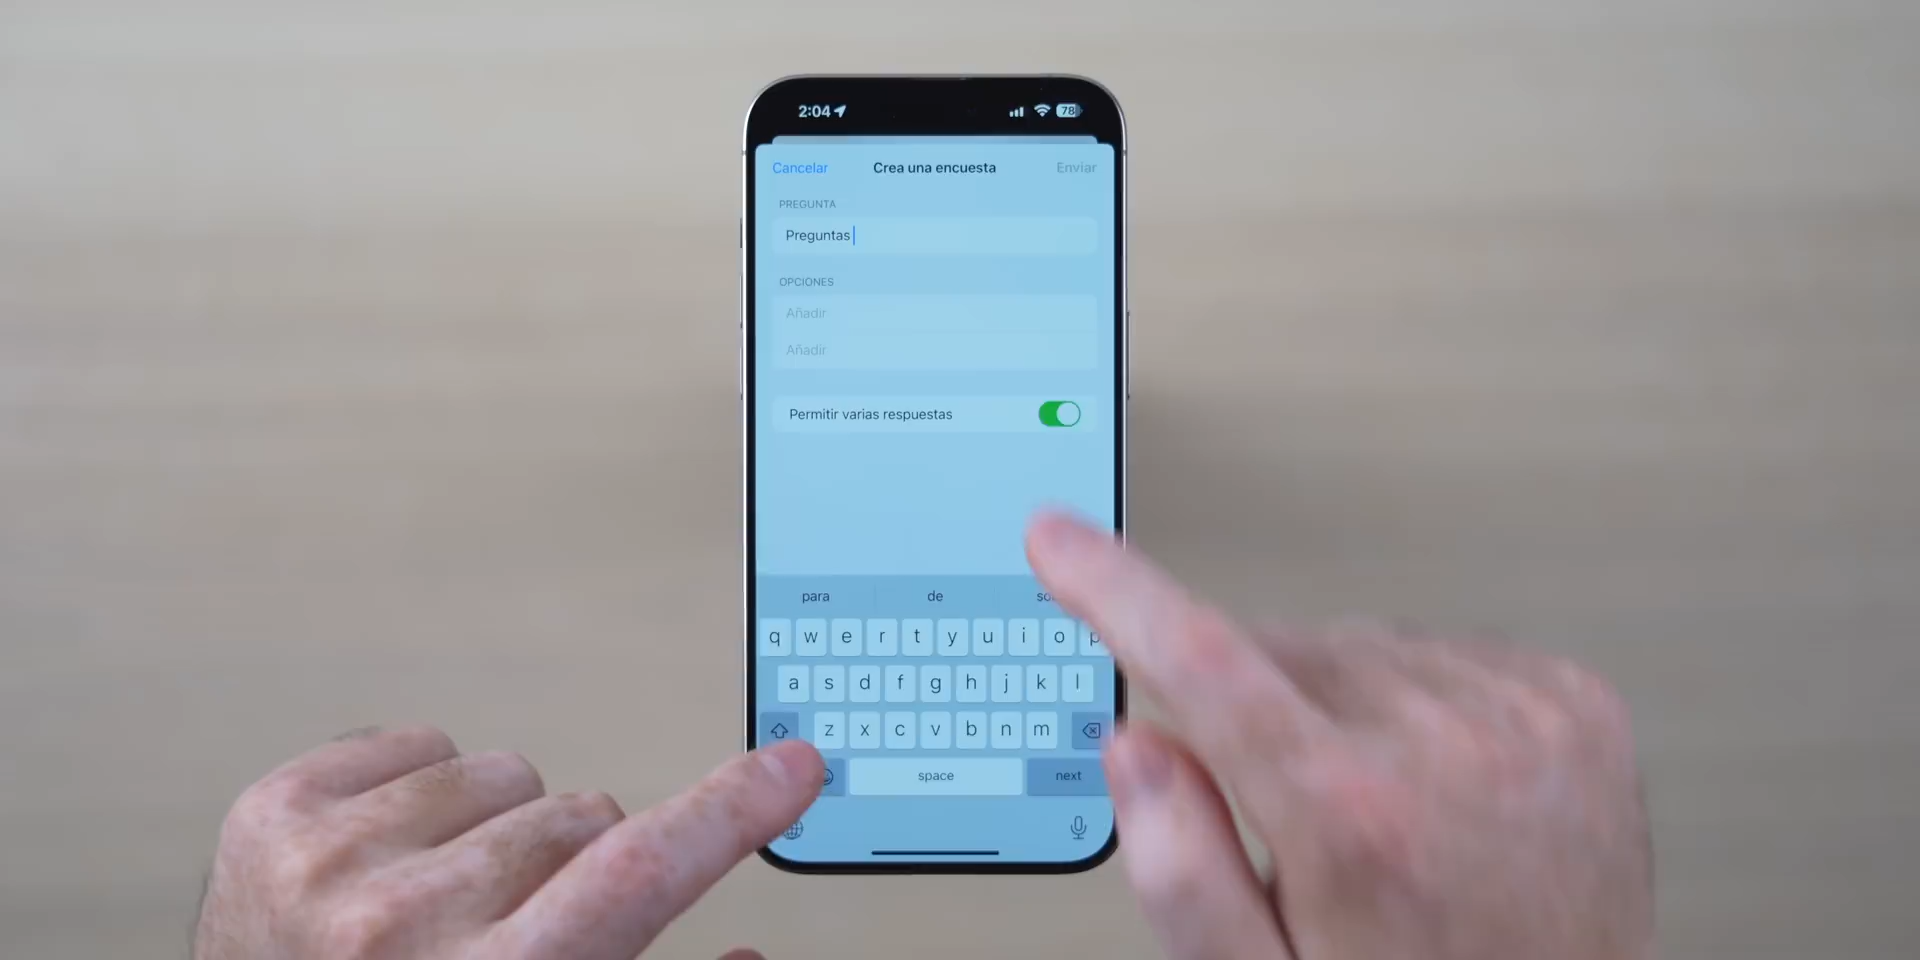 2:04
78
Cancelar
Crea una encuesta
Enviar
PREGUNTA
Preguntas
OPCIONES
Añadir
Añadir
Permitir varias respuestas
para
de
q w e r t y u i o p
a s d f g h j k l
z x c v b n m
space
next